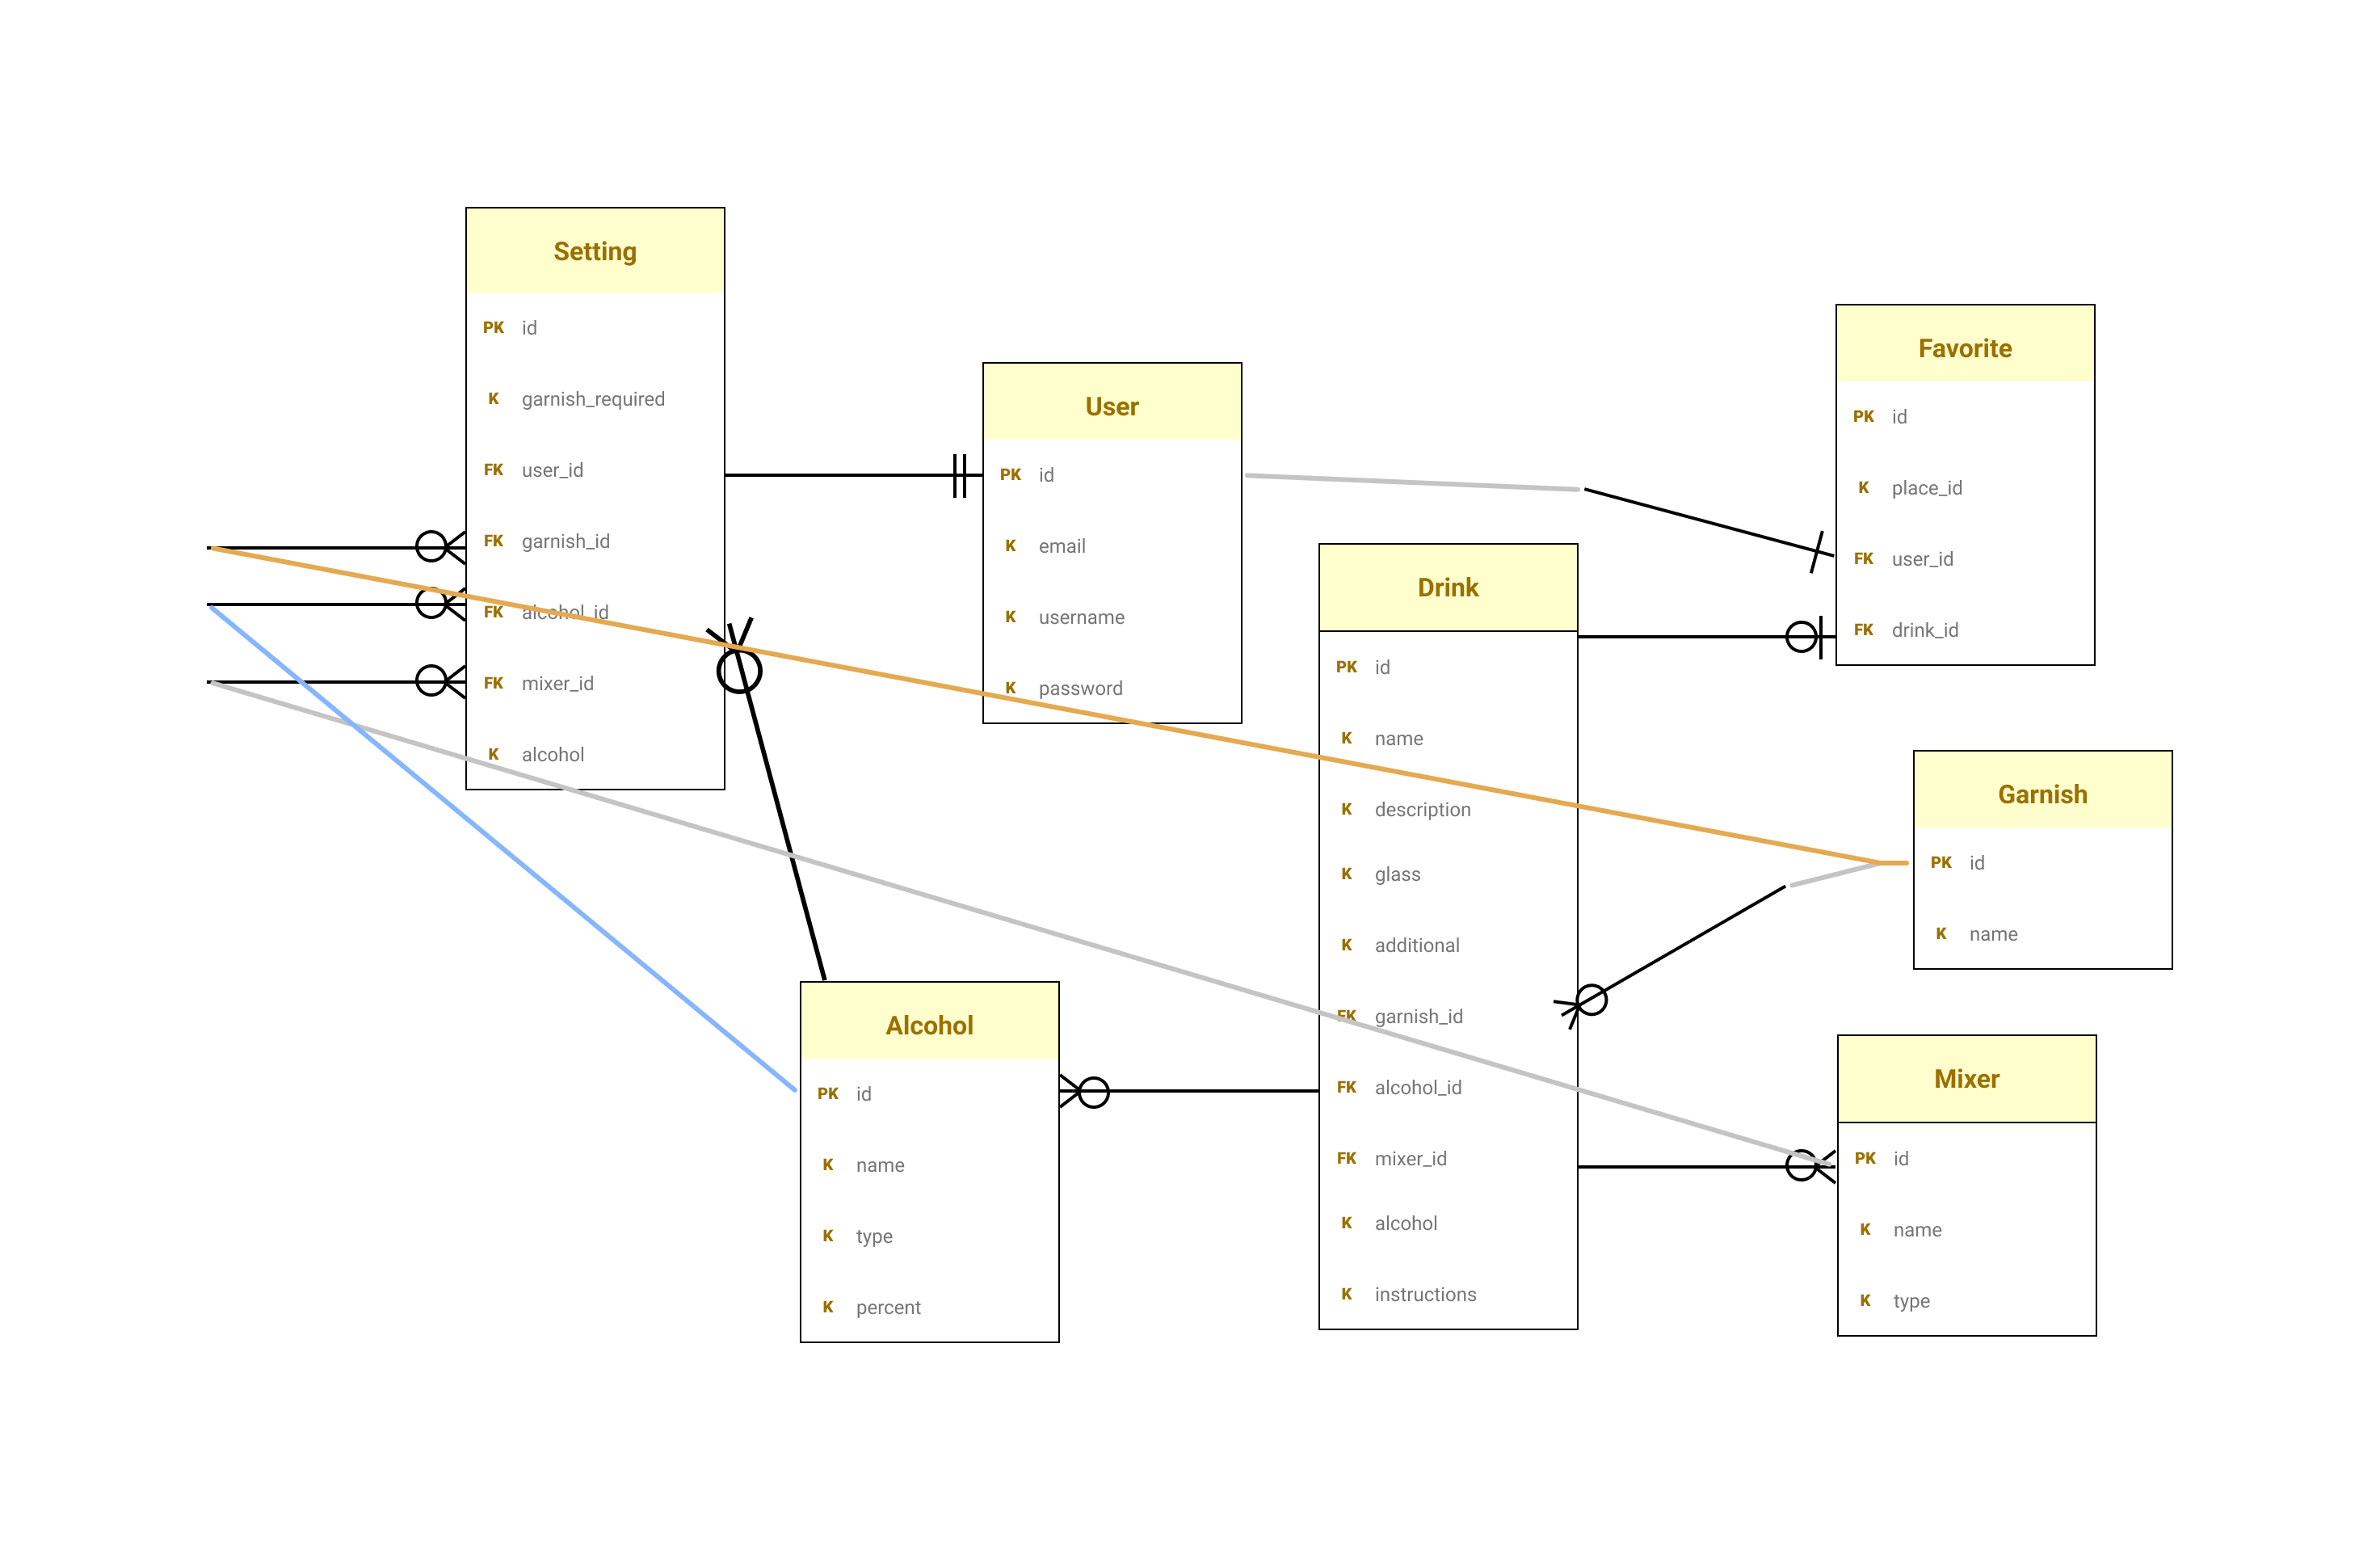 Setting
PK id
K garnish_required
FK user_id
FK garnish_id
FK alcohol_id
FK mixer_id
K alcohol
User
PK id
K email
K username
K password
Favorite
PK id
K place_id
FK user_id
FK drink_id
Drink
PK id
K name
K description
K glass
K additional
FK garnish_id
FK alcohol_id
FK mixer_id
K alcohol
K instructions
Garnish
PK id
K name
Alcohol
PK id
K name
K type
K percent
Mixer
PK id
K name
K type